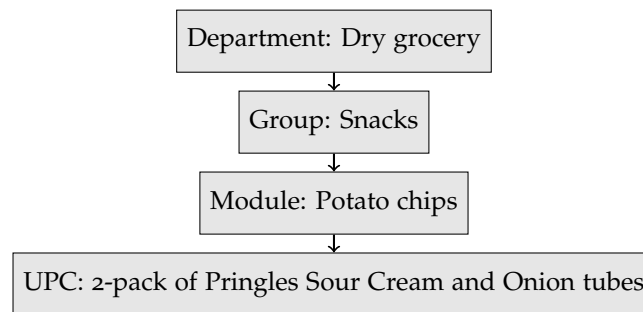 Department: Dry grocery
Group: Snacks
Module: Potato chips
UPC: 2-pack of Pringles Sour Cream and Onion tubes